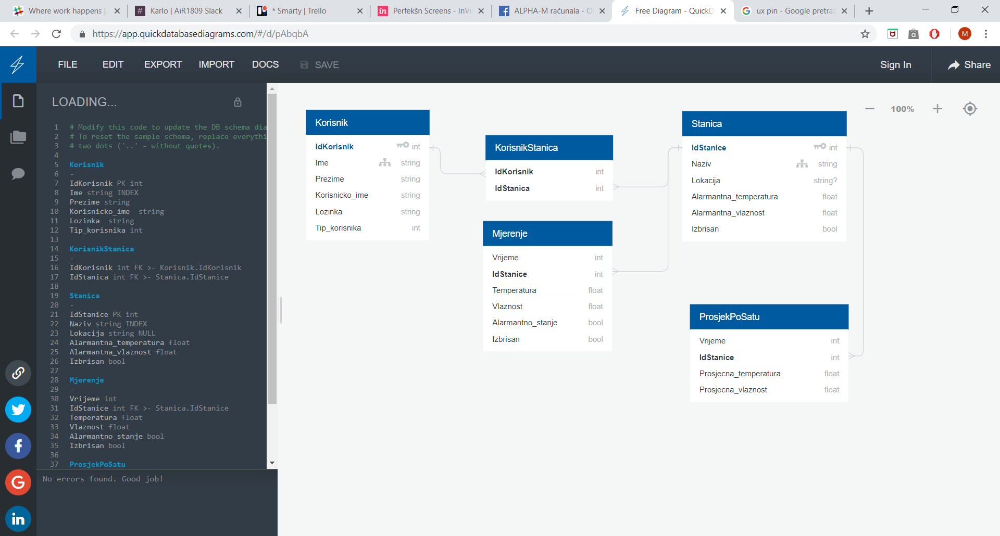 Where work happens |
Karlo | AiR1809 Slack
* Smarty | Trello
Perfekšn Screens - InVi
ALPHA-M računala - O
Free Diagram - QuickD
ux pin - Google pretraž
https://app.quickdatabasediagrams.com/#/d/pAbqbA
M
FILE EDIT EXPORT IMPORT DOCS SAVE
Sign In
Share
LOADING...
1 # Modify this code to update the DB schema dia
2 # To reset the sample schema, replace everythi
3 # two dots ('..' - without quotes).
4
5 Korisnik
6 -
7 IdKorisnik PK int
8 Ime string INDEX
9 Prezime string
10 Korisnicko_ime string
11 Lozinka string
12 Tip_korisnika int
13
14 KorisnikStanica
15 -
16 IdKorisnik int FK >- Korisnik.IdKorisnik
17 IdStanica int FK >- Stanica.IdStanice
18
19 Stanica
20 -
21 IdStanice PK int
22 Naziv string INDEX
23 Lokacija string NULL
24 Alarmantna_temperatura float
25 Alarmantna_vlaznost float
26 Izbrisan bool
27
28 Mjerenje
29 -
30 Vrijeme int
31 IdStanice int FK >- Stanica.IdStanice
32 Temperatura float
33 Vlaznost float
34 Alarmantno_stanje bool
35 Izbrisan bool
36
37 ProsjekPoSatu
No errors found. Good job!
Korisnik
IdKorisnik int
Ime string
Prezime string
Korisnicko_ime string
Lozinka string
Tip_korisnika int
KorisnikStanica
IdKorisnik int
IdStanica int
Mjerenje
Vrijeme int
IdStanice int
Temperatura float
Vlaznost float
Alarmantno_stanje bool
Izbrisan bool
Stanica
IdStanice int
Naziv string
Lokacija string?
Alarmantna_temperatura float
Alarmantna_vlaznost float
Izbrisan bool
ProsjekPoSatu
Vrijeme int
IdStanice int
Prosjecna_temperatura float
Prosjecna_vlaznost float
100%